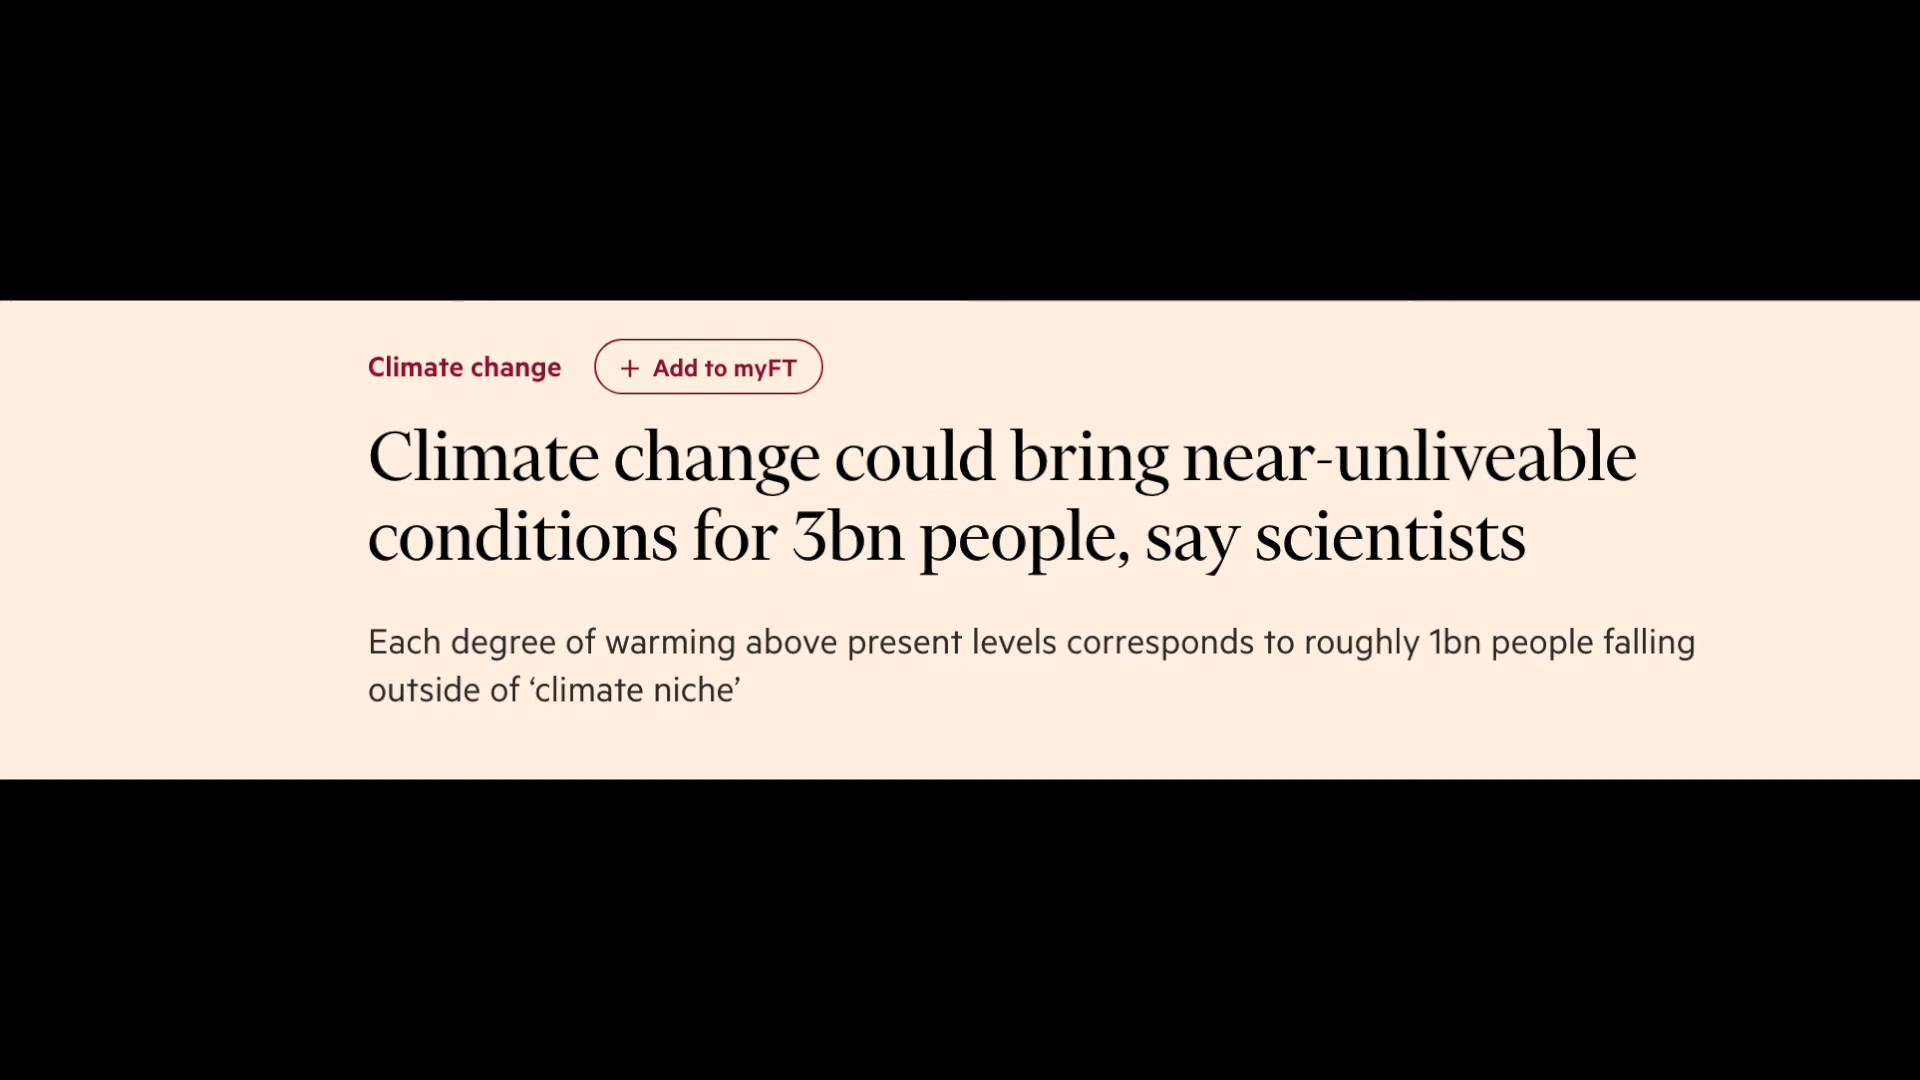 Climate change + Add to myFT
Climate change could bring near-unliveable
conditions for 3bn people, say scientists
Each degree of warming above present levels corresponds to roughly 1bn people falling
outside of ‘climate niche’